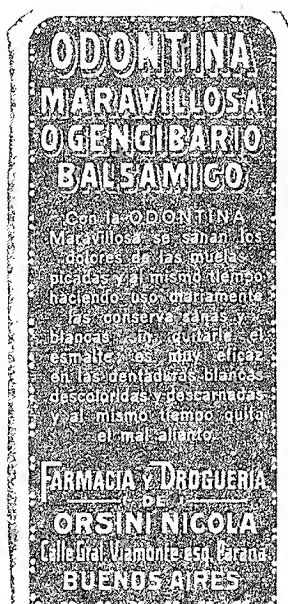 ODONTINA
MARAVILLOSA
O GENGIBARIO
BALSAMICO
Con la ODONTINA
Maravillosa se sanan los
dolores de las muelas
picadas y al mismo tiempo
haciendo uso diariamente
las conserva sanas y
blancas sin quitarle el
esmalte es muy eficaz
en las dentaduras blancas
descoloridas y descarnadas
y al mismo tiempo quita
el mal aliento
FARMACIA Y DROGUERIA
DE
ORSINI NICOLA
Calle Gral. Viamonte esq. Paraná
BUENOS AIRES